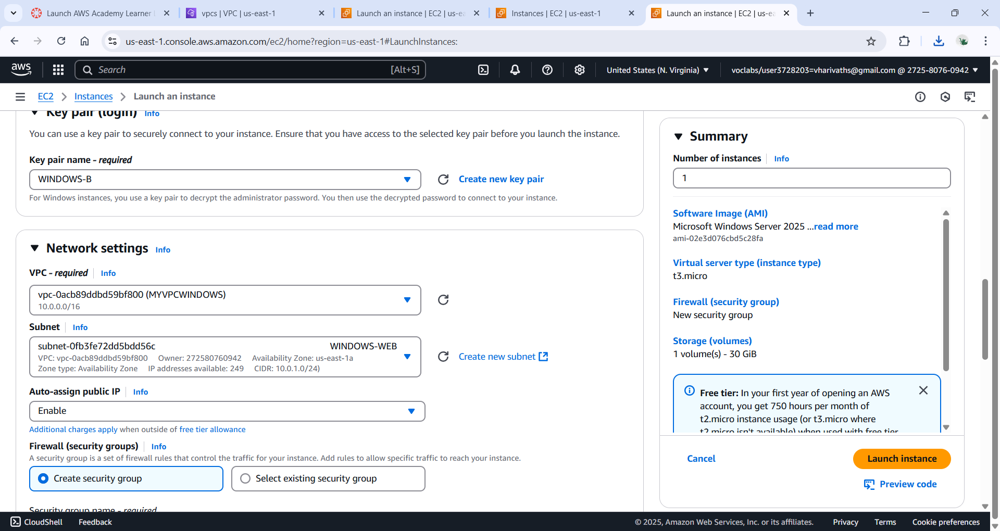 Launch AWS Academy Learner L
vpcs | VPC | us-east-1
Launch an instance | EC2 | us-ea
Instances | EC2 | us-east-1
Launch an instance | EC2 | us-ea
us-east-1.console.aws.amazon.com/ec2/home?region=us-east-1#LaunchInstances:
aws
Search
[Alt+S]
United States (N. Virginia)
voclabs/user3728203=vharivaths@gmail.com @ 2725-8076-0942
EC2
Instances
Launch an instance
Key pair (login) Info
You can use a key pair to securely connect to your instance. Ensure that you have access to the selected key pair before you launch the instance.
Key pair name - required
WINDOWS-B
Create new key pair
For Windows instances, you use a key pair to decrypt the administrator password. You then use the decrypted password to connect to your instance.
Network settings Info
VPC - required Info
vpc-0acb89ddbd59bf800 (MYVPCWINDOWS)
10.0.0.0/16
Subnet Info
subnet-0fb3fe72dd5bdd56c WINDOWS-WEB
VPC: vpc-0acb89ddbd59bf800 Owner: 272580760942 Availability Zone: us-east-1a
Zone type: Availability Zone IP addresses available: 249 CIDR: 10.0.1.0/24)
Create new subnet
Auto-assign public IP Info
Enable
Additional charges apply when outside of free tier allowance
Firewall (security groups) Info
A security group is a set of firewall rules that control the traffic for your instance. Add rules to allow specific traffic to reach your instance.
Create security group
Select existing security group
Security group name - required
Summary
Number of instances Info
1
Software Image (AMI)
Microsoft Windows Server 2025 ...read more
ami-02e3d076cbd5c28fa
Virtual server type (instance type)
t3.micro
Firewall (security group)
New security group
Storage (volumes)
1 volume(s) - 30 GiB
Free tier: In your first year of opening an AWS
account, you get 750 hours per month of
t2.micro instance usage (or t3.micro where
t2.micro isn't available) when used with free tier
Cancel
Launch instance
Preview code
CloudShell
Feedback
© 2025, Amazon Web Services, Inc. or its affiliates.
Privacy
Terms
Cookie preferences